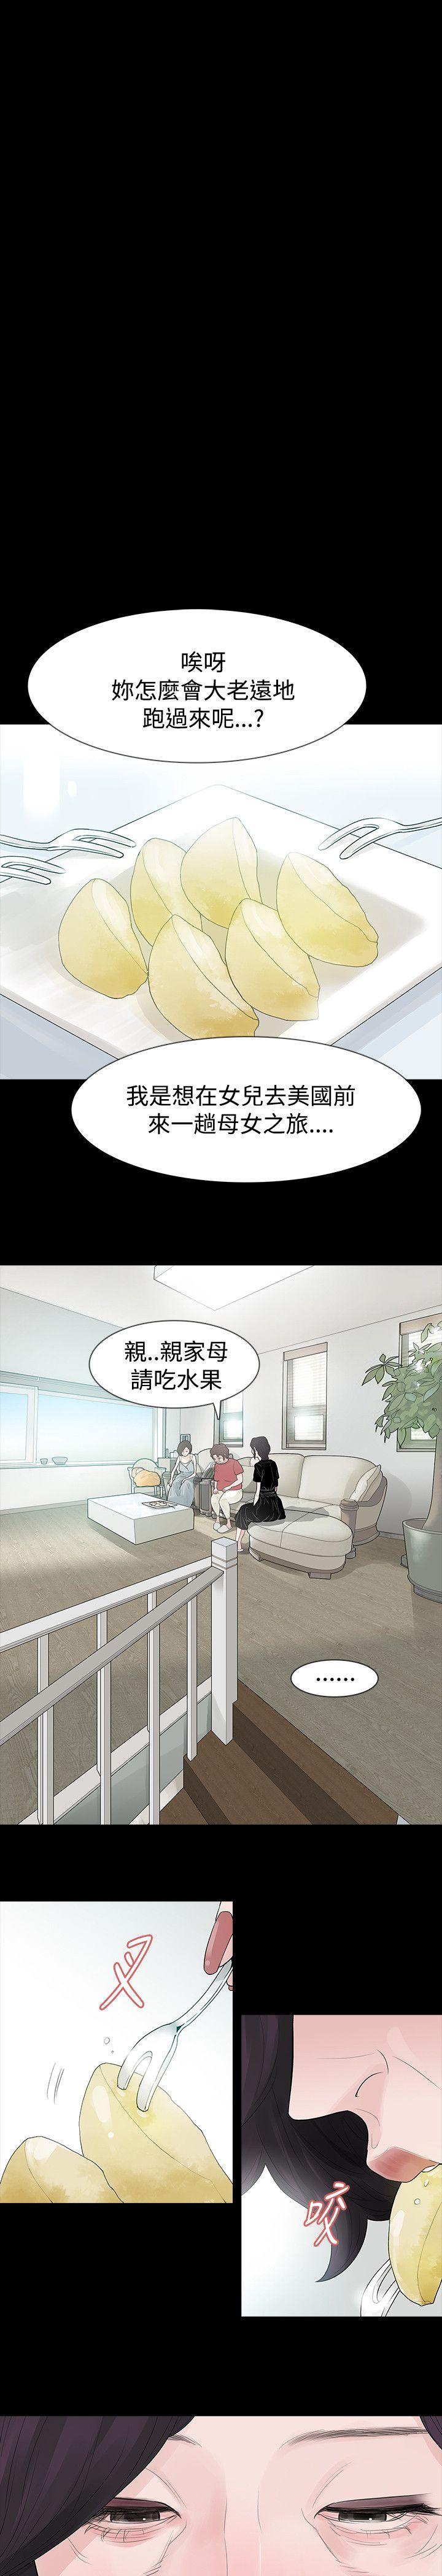 唉呀
妳怎麼會大老遠地
跑過來呢...?
我是想在女兒去美國前
來一趟母女之旅....
親..親家母
請吃水果
......
叉
咬